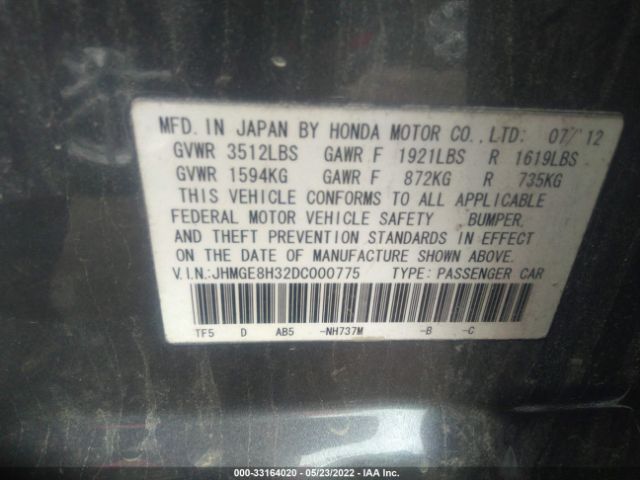 MFD. IN JAPAN BY HONDA MOTOR CO.,LTD. 07/12
GVWR 3512LBS GAWR F 1921LBS R 1619LBS
GVWR 1594KG GAWR F 872KG R 735KG
THIS VEHICLE CONFORMS TO ALL APPLICABLE
FEDERAL MOTOR VEHICLE SAFETY BUMPER,
AND THEFT PREVENTION STANDARDS IN EFFECT
ON THE DATE OF MANUFACTURE SHOWN ABOVE.
V.I.N.:JHMGE8H32DC000775 TYPE: PASSENGER CAR
TF5 D AB5 -NH737M -B -C
000-33164020 - 05/23/2022 - IAA Inc.